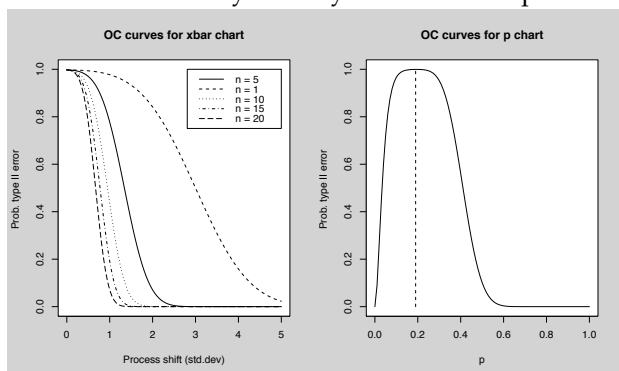 OC curves for xbar chart
Prob. type II error
1.0
0.8
0.6
0.4
0.2
0.0
n = 5
n = 1
n = 10
n = 15
n = 20
0 1 2 3 4 5
Process shift (std.dev)
OC curves for p chart
Prob. type II error
1.0
0.8
0.6
0.4
0.2
0.0
0.0 0.2 0.4 0.6 0.8 1.0
p